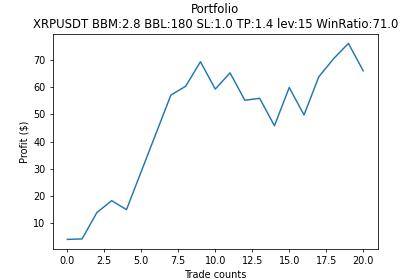 Portfolio
XRPUSDT BBM:2.8 BBL:180 SL:1.0 TP:1.4 lev:15 WinRatio:71.0
70
60
50
40
30
20
10
Profit ($)
0.0 2.5 5.0 7.5 10.0 12.5 15.0 17.5 20.0
Trade counts